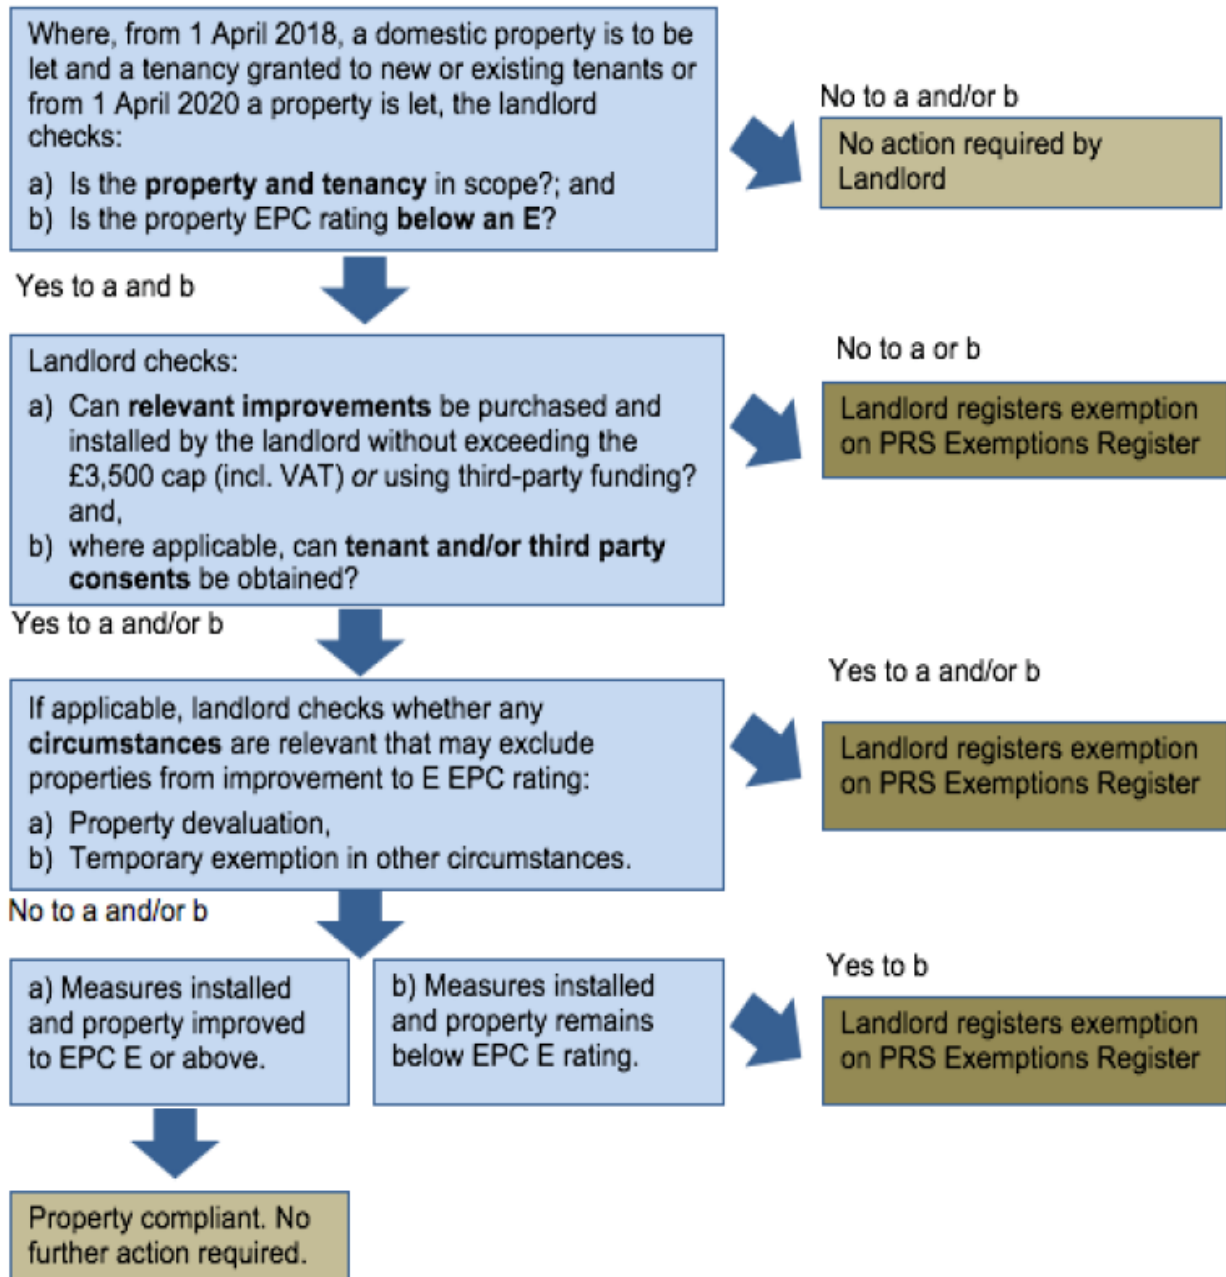 Where, from 1 April 2018, a domestic property is to be
let and a tenancy granted to new or existing tenants or
from 1 April 2020 a property is let, the landlord
checks:
a) Is the property and tenancy in scope?; and
b) Is the property EPC rating below an E?
No to a and/or b
No action required by
Landlord
Yes to a and b
Landlord checks:
a) Can relevant improvements be purchased and
installed by the landlord without exceeding the
£3,500 cap (incl. VAT) or using third-party funding?
and,
b) where applicable, can tenant and/or third party
consents be obtained?
No to a or b
Landlord registers exemption
on PRS Exemptions Register
Yes to a and/or b
If applicable, landlord checks whether any
circumstances are relevant that may exclude
properties from improvement to E EPC rating:
a) Property devaluation,
b) Temporary exemption in other circumstances.
Yes to a and/or b
Landlord registers exemption
on PRS Exemptions Register
No to a and/or b
a) Measures installed
and property improved
to EPC E or above.
b) Measures installed
and property remains
below EPC E rating.
Yes to b
Landlord registers exemption
on PRS Exemptions Register
Property compliant. No
further action required.